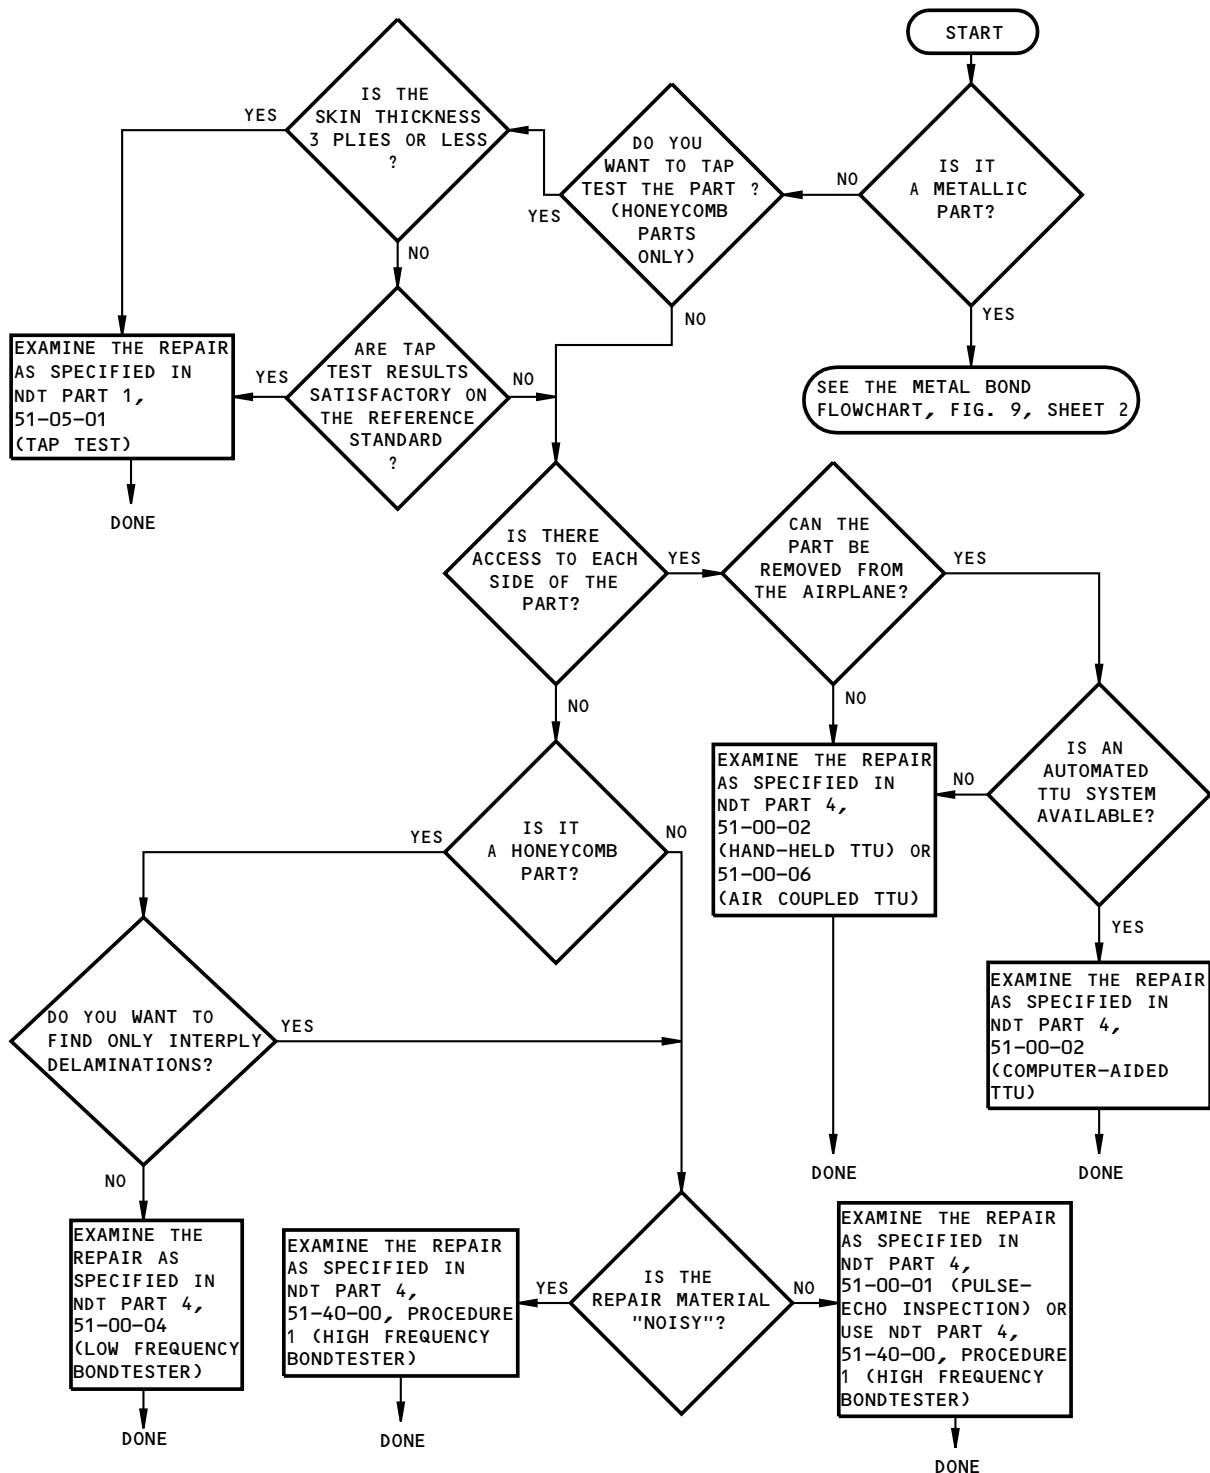 START
IS IT
A METALLIC
PART?
NO
YES
SEE THE METAL BOND
FLOWCHART, FIG. 9, SHEET 2
DO YOU
WANT TO TAP
TEST THE PART ?
(HONEYCOMB
PARTS
ONLY)
YES
NO
IS THE
SKIN THICKNESS
3 PLIES OR LESS
?
YES
NO
ARE TAP
TEST RESULTS
SATISFACTORY ON
THE REFERENCE
STANDARD
?
YES
NO
EXAMINE THE REPAIR
AS SPECIFIED IN
NDT PART 1,
51-05-01
(TAP TEST)
DONE
IS THERE
ACCESS TO EACH
SIDE OF THE
PART?
YES
NO
CAN THE
PART BE
REMOVED FROM
THE AIRPLANE?
YES
NO
IS AN
AUTOMATED
TTU SYSTEM
AVAILABLE?
NO
YES
EXAMINE THE REPAIR
AS SPECIFIED IN
NDT PART 4,
51-00-02
(HAND-HELD TTU) OR
51-00-06
(AIR COUPLED TTU)
DONE
EXAMINE THE REPAIR
AS SPECIFIED IN
NDT PART 4,
51-00-02
(COMPUTER-AIDED
TTU)
DONE
IS IT
A HONEYCOMB
PART?
YES
NO
DO YOU WANT TO
FIND ONLY INTERPLY
DELAMINATIONS?
YES
NO
EXAMINE THE
REPAIR AS
SPECIFIED IN
NDT PART 4,
51-00-04
(LOW FREQUENCY
BONDTESTER)
DONE
IS THE
REPAIR MATERIAL
"NOISY"?
YES
NO
EXAMINE THE REPAIR
AS SPECIFIED IN
NDT PART 4,
51-40-00, PROCEDURE
1 (HIGH FREQUENCY
BONDTESTER)
DONE
EXAMINE THE REPAIR
AS SPECIFIED IN
NDT PART 4,
51-00-01 (PULSE-
ECHO INSPECTION) OR
USE NDT PART 4,
51-40-00, PROCEDURE
1 (HIGH FREQUENCY
BONDTESTER)
DONE